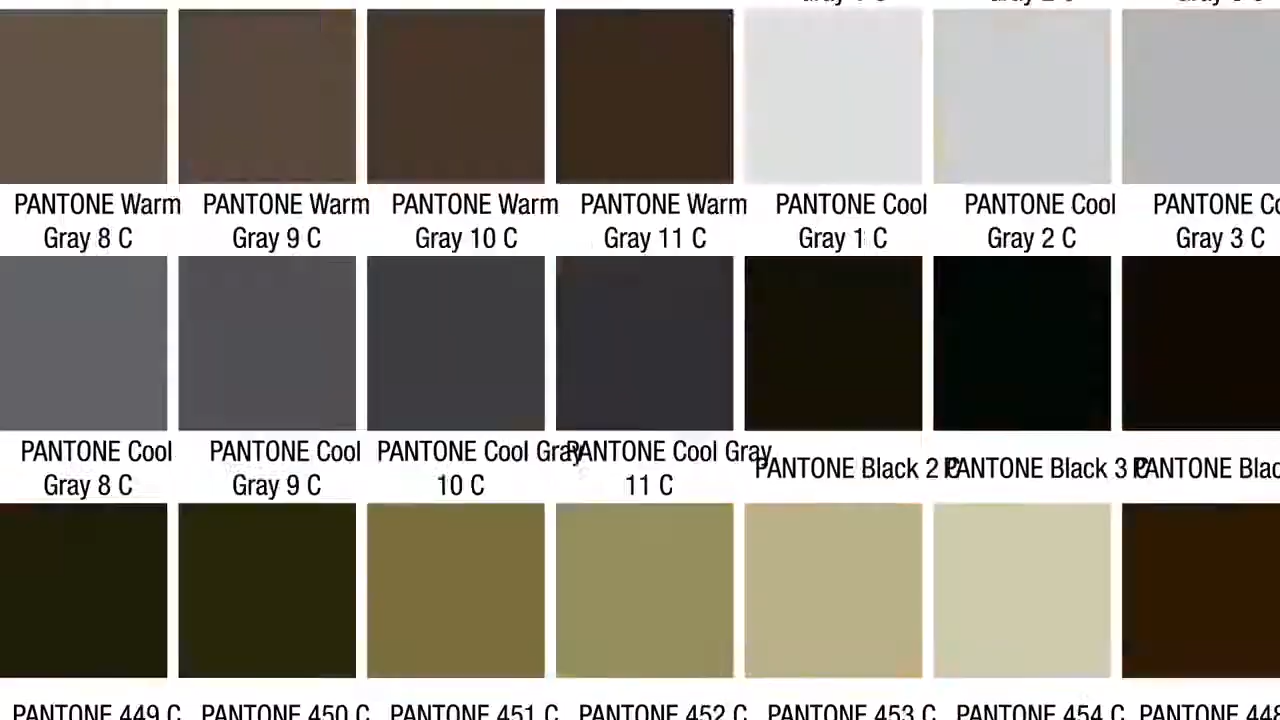 PANTONE Warm
Gray 8 C
PANTONE Warm
Gray 9 C
PANTONE Warm
Gray 10 C
PANTONE Warm
Gray 11 C
PANTONE Cool
Gray 1 C
PANTONE Cool
Gray 2 C
PANTONE
Gray 3 C
PANTONE Cool
Gray 8 C
PANTONE Cool
Gray 9 C
PANTONE Cool Gray
10 C
PANTONE Cool Gray
11 C
PANTONE Black 2 C
PANTONE Black 3 C
PANTONE
PANTONE 449 C
PANTONE 450 C
PANTONE 451 C
PANTONE 452 C
PANTONE 453 C
PANTONE 454 C
PANTONE